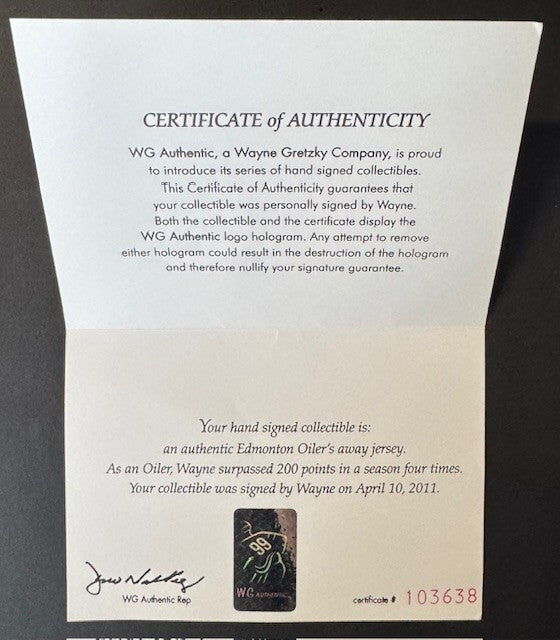 CERTIFICATE of AUTHENTICITY
WG Authentic, a Wayne Gretzky Company, is proud
to introduce its series of hand signed collectibles.
This Certificate of Authenticity guarantees that
your collectible was personally signed by Wayne.
Both the collectible and the certificate display the
WG Authentic logo hologram. Any attempt to remove
either hologram could result in the destruction of the hologram
and therefore nullify your signature guarantee.
Your hand signed collectible is:
an authentic Edmonton Oiler's away jersey.
As an Oiler, Wayne surpassed 200 points in a season four times.
Your collectible was signed by Wayne on April 10, 2011.
99
WG AUTHENTIC
WG Authentic Rep
certificate # 103638